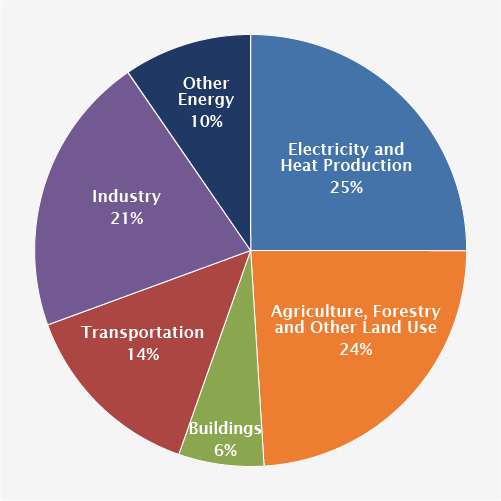 Other
Energy
10%
Electricity and
Heat Production
25%
Industry
21%
Agriculture, Forestry
and Other Land Use
24%
Transportation
14%
Buildings
6%